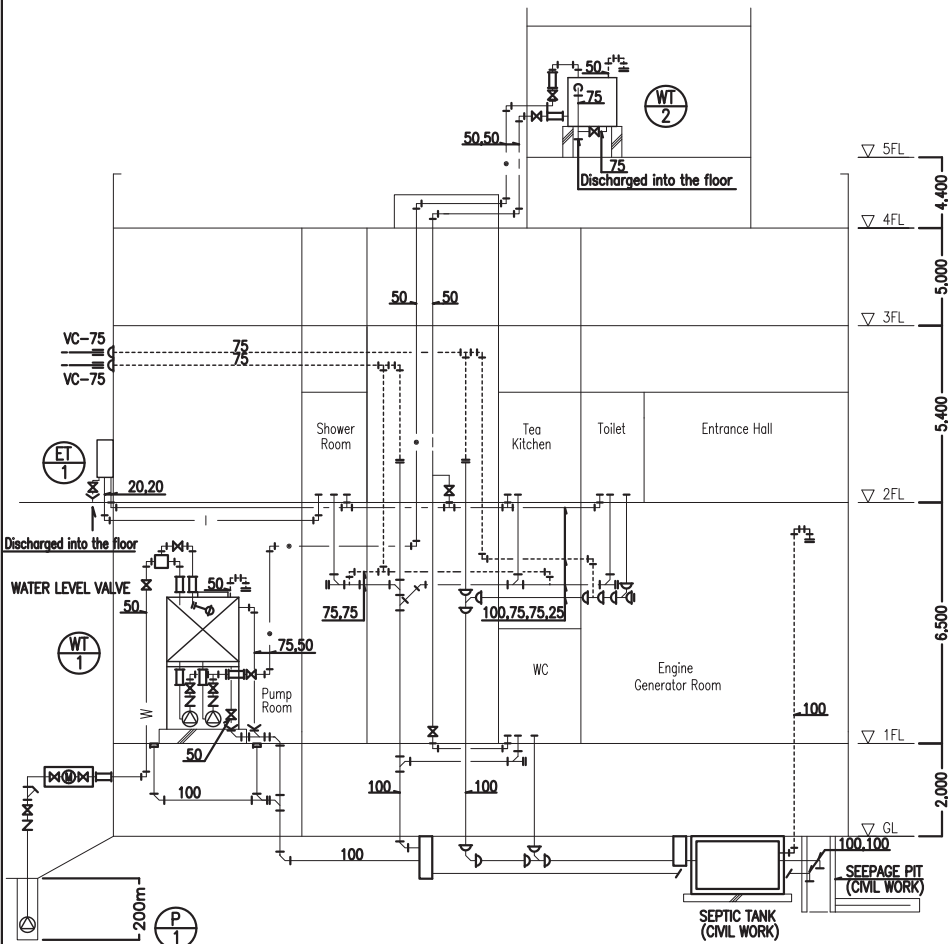 50
75
WT
2
50,50
75
Discharged into the floor
▽ 5FL
4.400
▽ 4FL
5,000
50 50
▽ 3FL
VC-75
75
75
VC-75
5,400
Shower
Room
Tea
Kitchen
Toilet
Entrance Hall
ET
1
20,20
▽ 2FL
Discharged into the floor
WATER LEVEL VALVE
50
50
75,75
100,75,75,25
6,500
WT
1
75,50
WC
Engine
Generator Room
Pump
Room
W
100
50
▽ 1FL
M
100
100
100
2,000
▽ GL
100
100,100
SEEPAGE PIT
(CIVIL WORK)
200m
P
1
SEPTIC TANK
(CIVIL WORK)